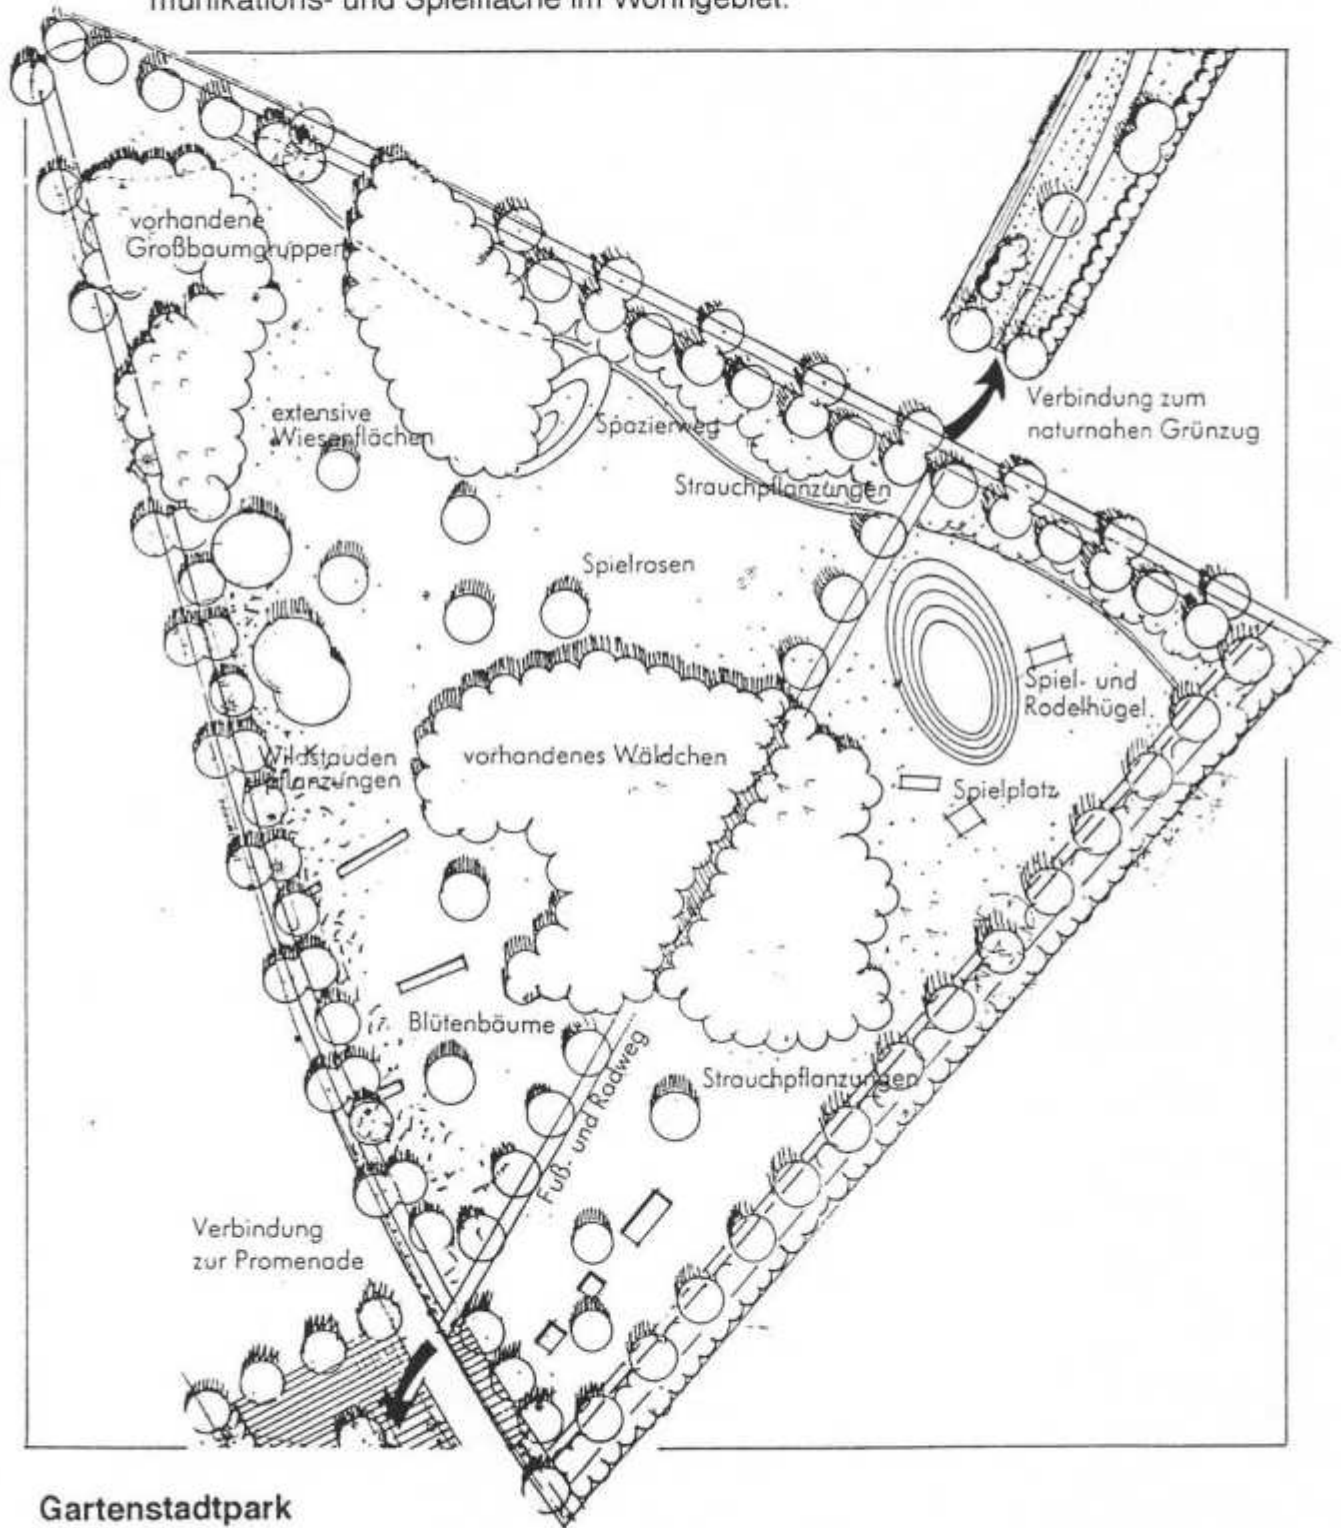 munikations- und Spielfläche im Wohngebiet.
vorhandene
Großbaumgruppen
extensive
Wiesenflächen
Spazierweg
Verbindung zum
naturnahen Grünzug
Strauchpflanzungen
Spielrasen
Spiel- und
Rodelhügel
vorhandenes Wäldchen
Wildstauden
pflanzungen
Spielplatz
Blütenbäume
Fuß- und Radweg
Strauchpflanzungen
Verbindung
zur Promenade
Gartenstadtpark